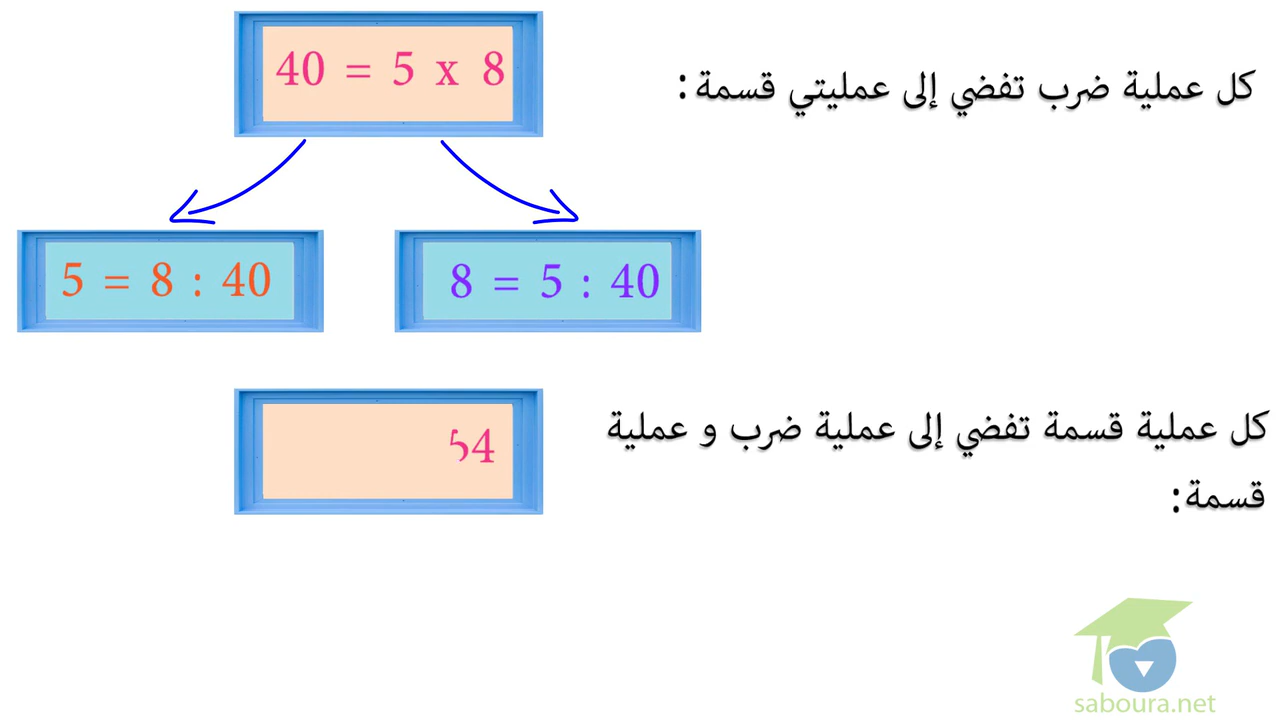 كل عملية ضرب تفضي إلى عمليتي قسمة :
40 = 5 x 8
8 = 5 : 40
5 = 8 : 40
كل عملية قسمة تفضي إلى عملية ضرب و عملية
قسمة:
54
saboura.net